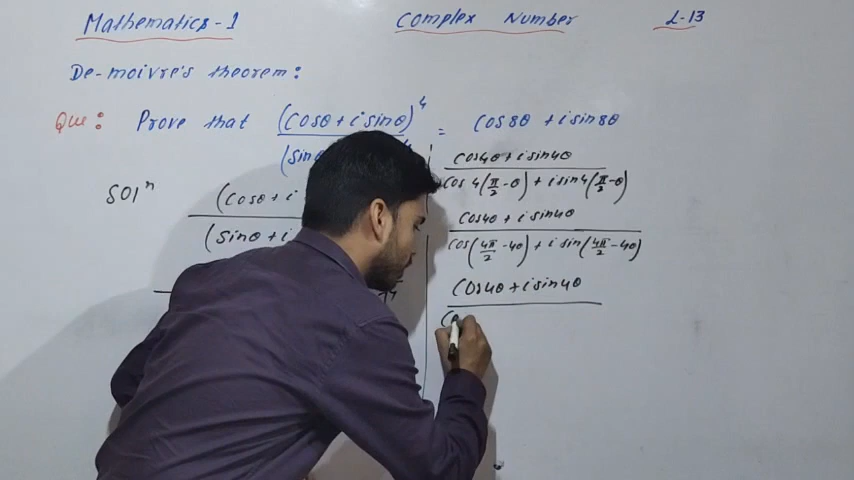 Mathematics-1 Complex Number L-13
De-moivre's theorem:
Que: Prove that (Cosθ + i sinθ)^4 / (Sinθ = Cos8θ + i sin8θ
Sol^n (Cosθ + i
(Sinθ + i
Cos4θ + i sin4θ
Cos 4(π/2 - θ) + i sin 4(π/2 - θ)
Cos4θ + i sin4θ
Cos(4π/2 - 4θ) + i sin(4π/2 - 4θ)
Cos4θ + i sin4θ